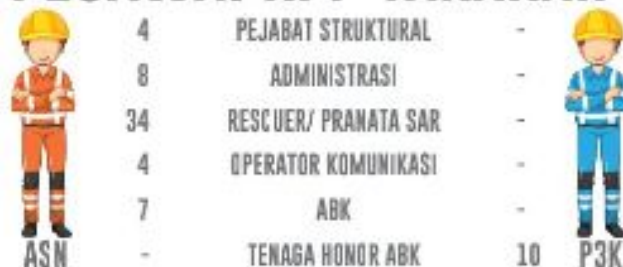 4 PEJABAT STRUKTURAL -
8 ADMINISTRASI -
34 RESCUER/ PRANATA SAR -
4 OPERATOR KOMUNIKASI -
7 ABK -
ASN - TENAGA HONOR ABK 10 P3K